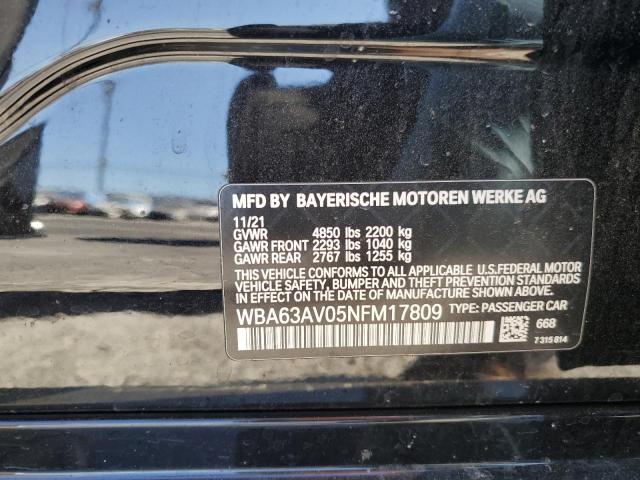 MFD BY BAYERISCHE MOTOREN WERKE AG
11/21
GVWR 4850 lbs 2200 kg
GAWR FRONT 2293 lbs 1040 kg
GAWR REAR 2767 lbs 1255 kg
THIS VEHICLE CONFORMS TO ALL APPLICABLE U.S.FEDERAL MOTOR
VEHICLE SAFETY, BUMPER AND THEFT PREVENTION
STANDARDS IN EFFECT ON THE DATE OF MANUFACTURE SHOWN ABOVE.
WBA63AV05NFM17809 TYPE: PASSENGER CAR
668
7 315 814